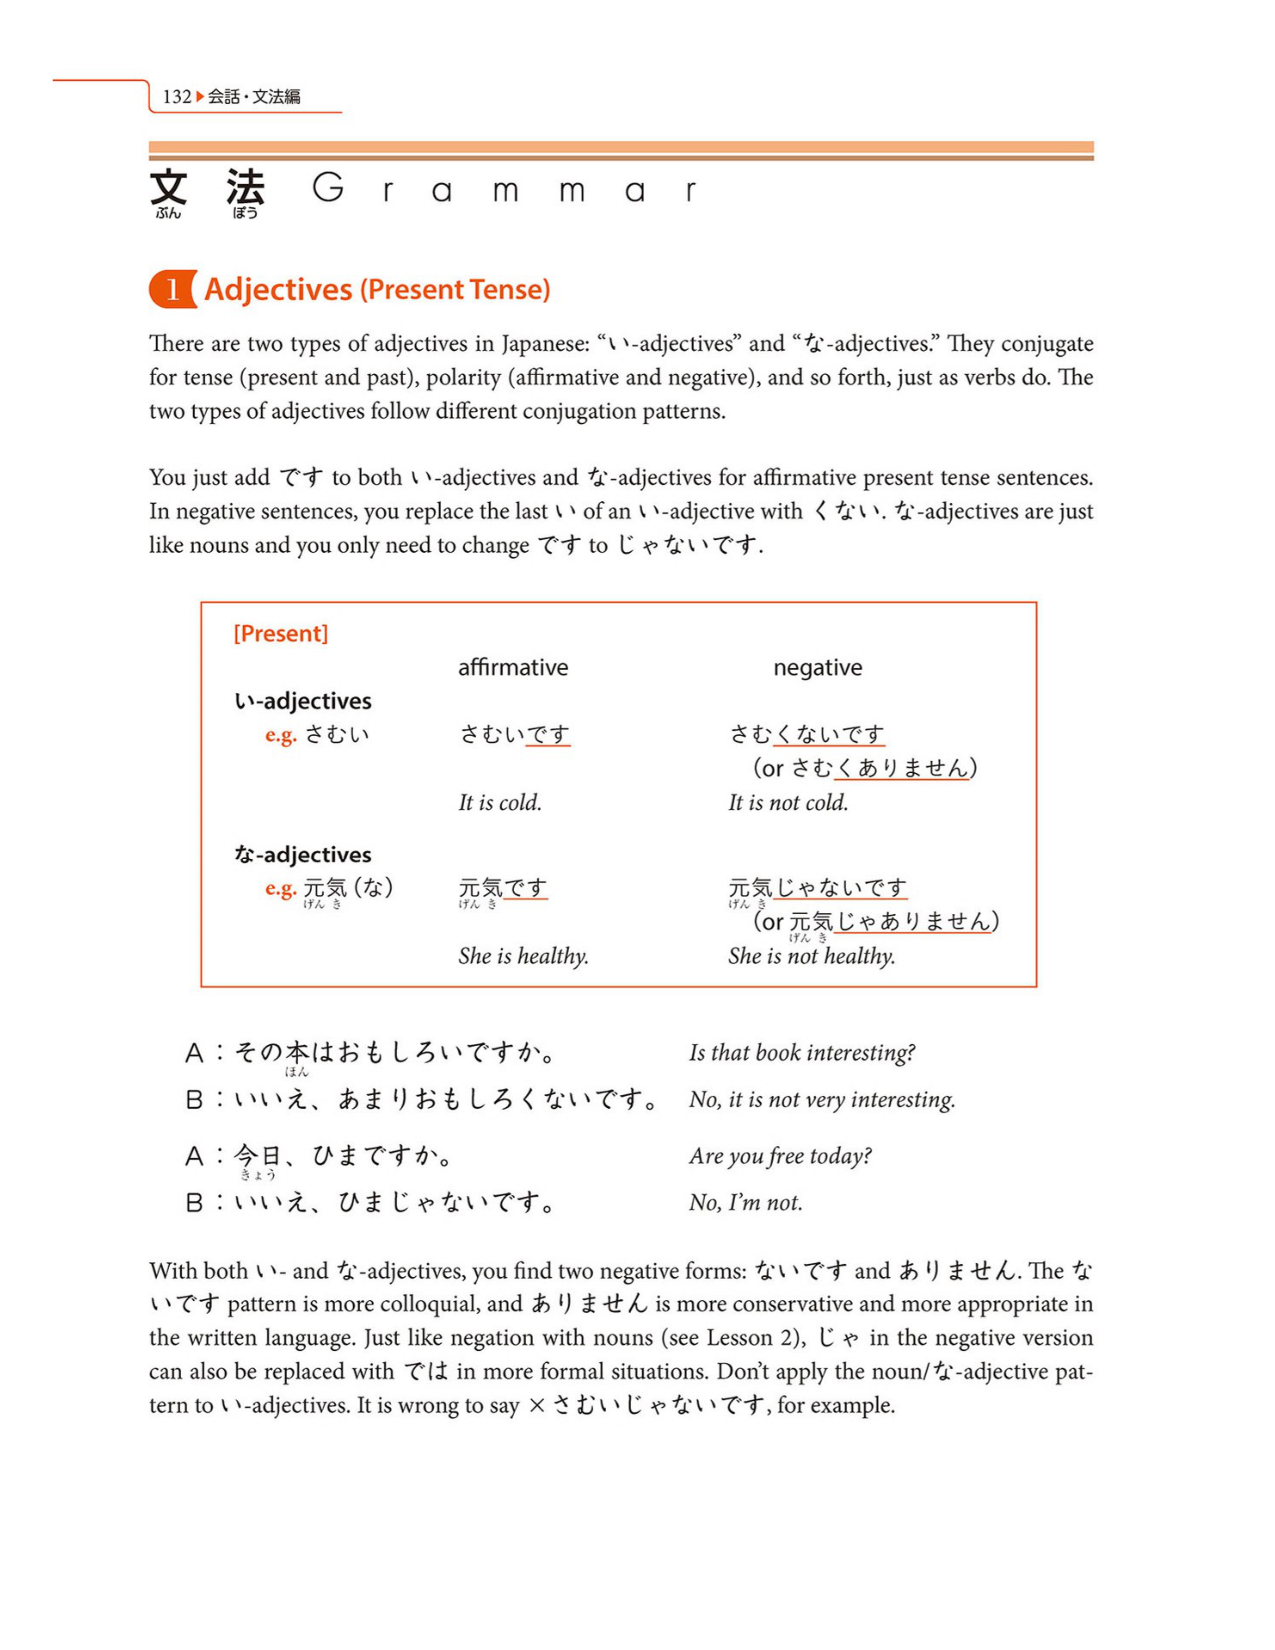 132▶会話・文法編
文法 Grammar
ぶん ぽう
1 Adjectives (Present Tense)
There are two types of adjectives in Japanese: “い-adjectives” and “な-adjectives.” They conjugate
for tense (present and past), polarity (affirmative and negative), and so forth, just as verbs do. The
two types of adjectives follow different conjugation patterns.
You just add です to both い-adjectives and な-adjectives for affirmative present tense sentences.
In negative sentences, you replace the last い of an い-adjective with くない. な-adjectives are just
like nouns and you only need to change です to じゃないです.
[Present]
affirmative negative
い-adjectives
e.g. さむい さむいです さむくないです
(or さむくありません)
It is cold. It is not cold.
な-adjectives
e.g. 元気(な) 元気です 元気じゃないです
げん き げん き げん き
(or 元気じゃありません)
げん き
She is healthy. She is not healthy.
A：その本はおもしろいですか。 Is that book interesting?
ほん
B：いいえ、あまりおもしろくないです。 No, it is not very interesting.
A：今日、ひまですか。 Are you free today?
きょう
B：いいえ、ひまじゃないです。 No, I’m not.
With both い- and な-adjectives, you find two negative forms: ないです and ありません. The な
いです pattern is more colloquial, and ありません is more conservative and more appropriate in
the written language. Just like negation with nouns (see Lesson 2), じゃ in the negative version
can also be replaced with では in more formal situations. Don’t apply the noun/な-adjective pat-
tern to い-adjectives. It is wrong to say ×さむいじゃないです, for example.